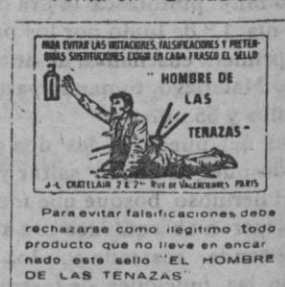 PARA EVITAR LAS IMITACIONES, FALSIFICACIONES Y PRETEN-
DIDAS SUSTITUCIONES EXIGIR EN CADA FRASCO EL SELLO
"HOMBRE DE
LAS
TENAZAS"
J-L CHATELAIN 2 & 2bis RUE DE VALENCIENNES PARIS
Para evitar falsificaciones debe
rechazarse como ilegitimo todo
producto que no lleve en encar
nado este sello "EL HOMBRE
DE LAS TENAZAS"